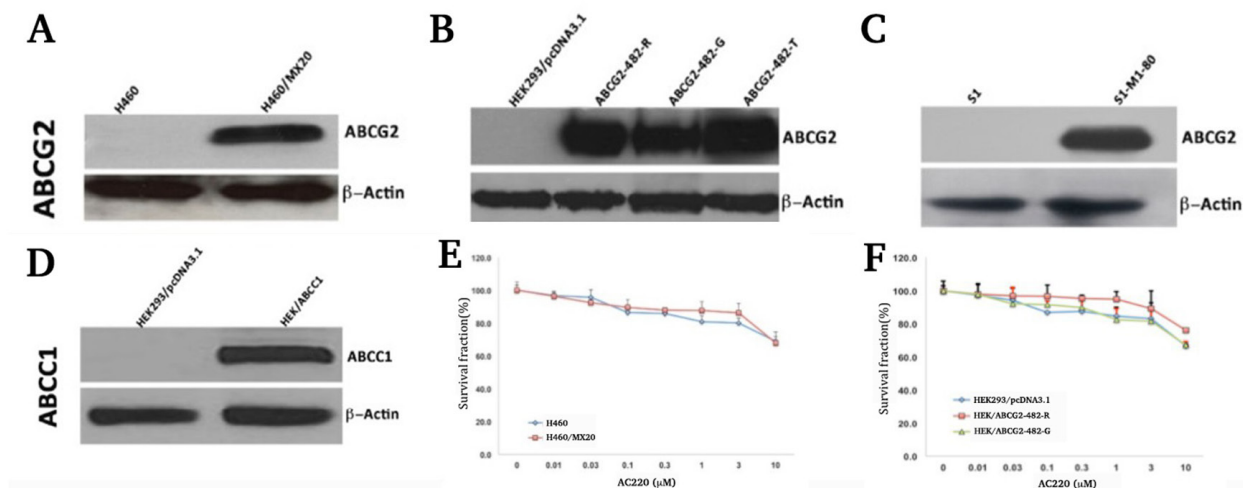 A
H460
H460/MX20
ABCG2
ABCG2
β-Actin
B
HEK293/pcDNA3.1
ABCG2-482-R
ABCG2-482-G
ABCG2-482-T
ABCG2
β-Actin
C
S1
S1-M1-80
ABCG2
β-Actin
D
HEK293/pcDNA3.1
HEK/ABCC1
ABCC1
ABCC1
β-Actin
E
Survival fraction(%)
120.0
100.0
80.0
60.0
40.0
20.0
0.0
H460
H460/MX20
0 0.01 0.03 0.1 0.3 1 3 10
AC220 (μM)
F
Survival fraction(%)
120.0
100.0
80.0
60.0
40.0
20.0
0.0
HEK293/pcDNA3.1
HEK/ABCG2-482-R
HEK/ABCG2-482-G
0 0.01 0.03 0.1 0.3 1 3 10
AC220 (μM)